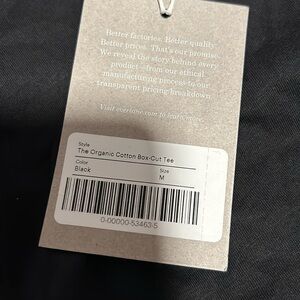 Better factories. Better quality.
Better prices. That's our promise.
We reveal the story behind every
product—from our ethical
manufacturing process to our
transparent pricing breakdown.
Visit everlane.com to learn more.
Style
The Organic Cotton Box-Cut Tee
Color
Size
Black
M
0-00000-53463-5